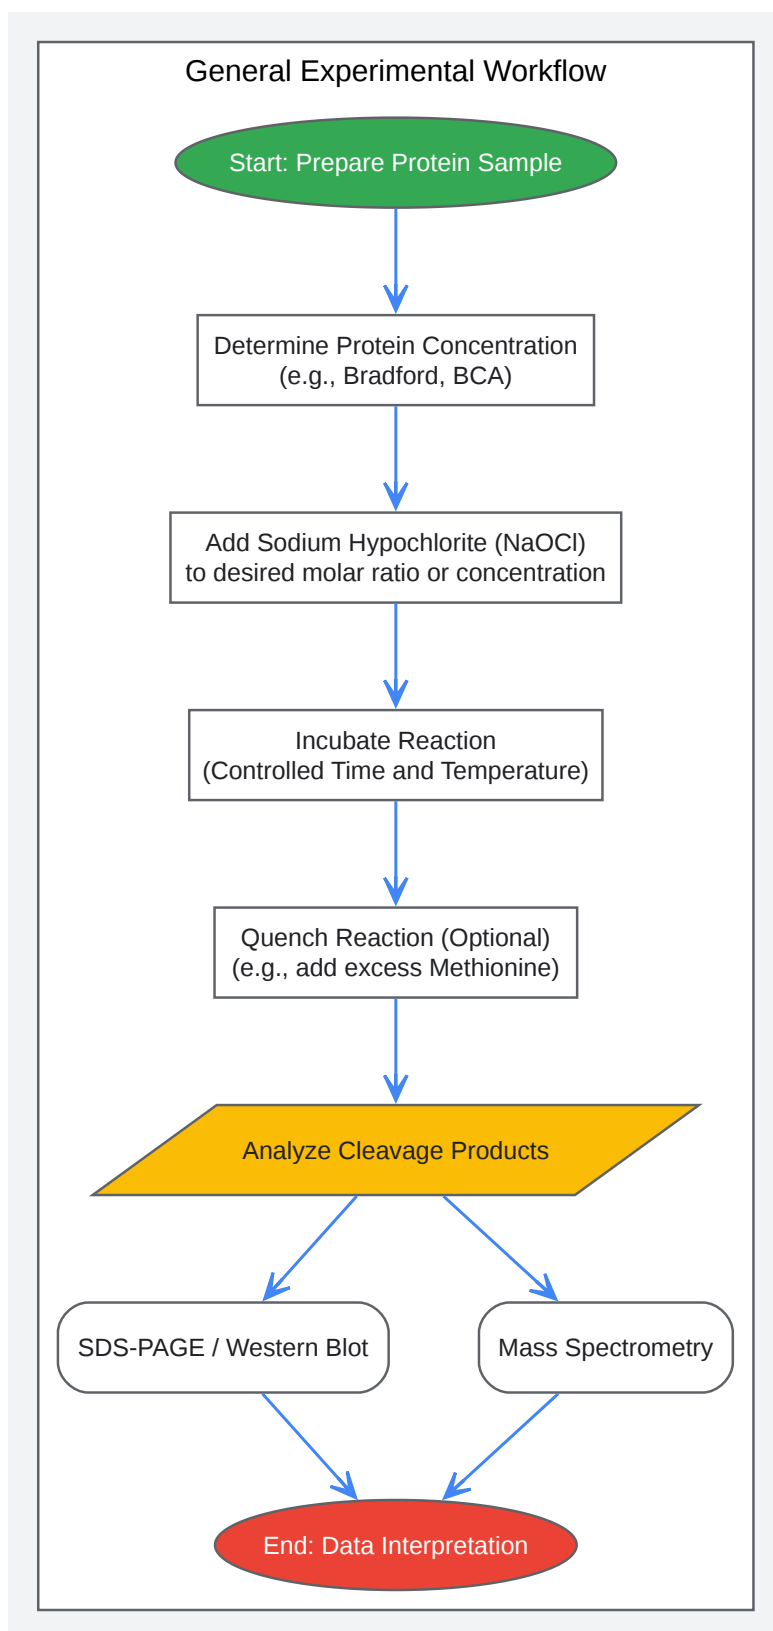 General Experimental Workflow
Start: Prepare Protein Sample
Determine Protein Concentration
(e.g., Bradford, BCA)
Add Sodium Hypochlorite (NaOCl)
to desired molar ratio or concentration
Incubate Reaction
(Controlled Time and Temperature)
Quench Reaction (Optional)
(e.g., add excess Methionine)
Analyze Cleavage Products
SDS-PAGE / Western Blot
Mass Spectrometry
End: Data Interpretation